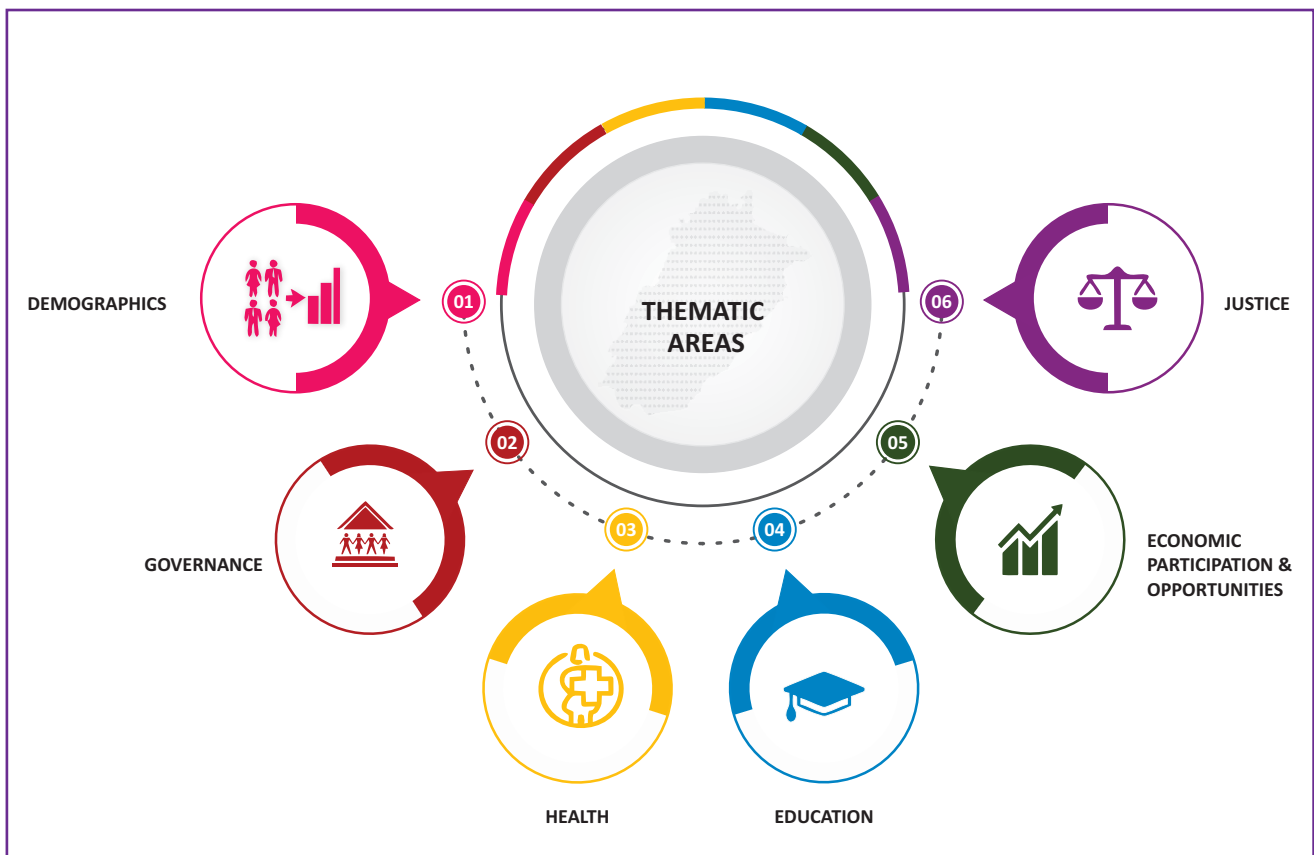 THEMATIC
AREAS
01
DEMOGRAPHICS
02
GOVERNANCE
03
HEALTH
04
EDUCATION
05
ECONOMIC
PARTICIPATION &
OPPORTUNITIES
06
JUSTICE